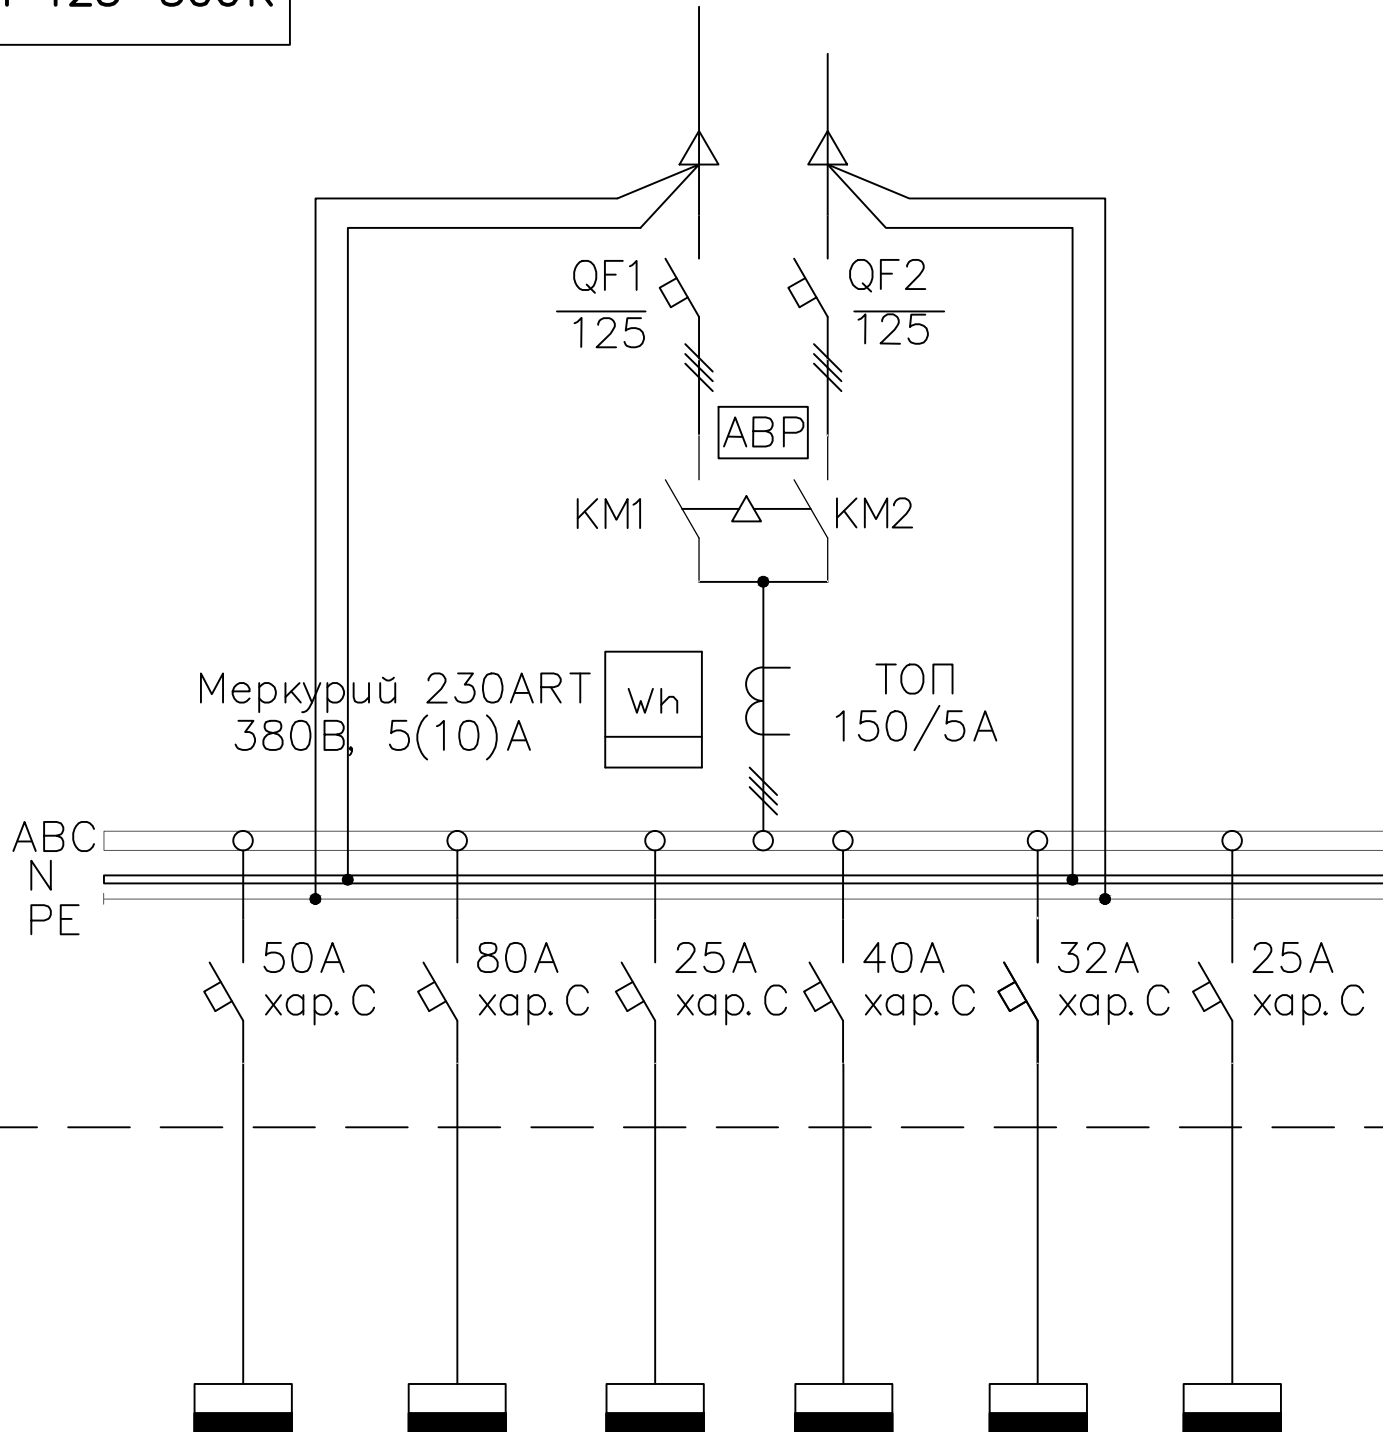 QF1
125
QF2
125
АВР
KM1
KM2
Меркурий 230ART
380В, 5(10)А
Wh
ТОП
150/5А
ABC
N
PE
50А
хар.С
80А
хар.С
25А
хар.С
40А
хар.С
32А
хар.С
25А
хар.С